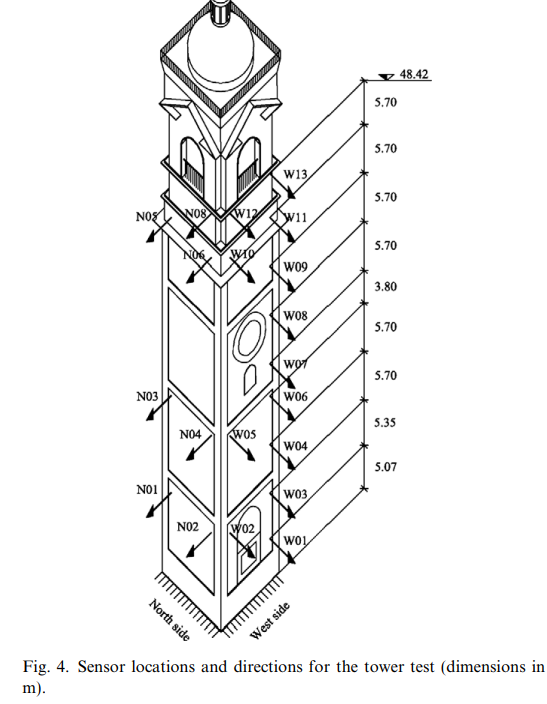 48.42
5.70
5.70
W13
N05
N08
W12
W11
5.70
N06
W10
5.70
W09
3.80
W08
5.70
W07
5.70
N03
W06
N04
W05
W04
5.35
5.07
N01
W03
N02
W02
W01
North side
West side
Fig. 4. Sensor locations and directions for the tower test (dimensions in
m).